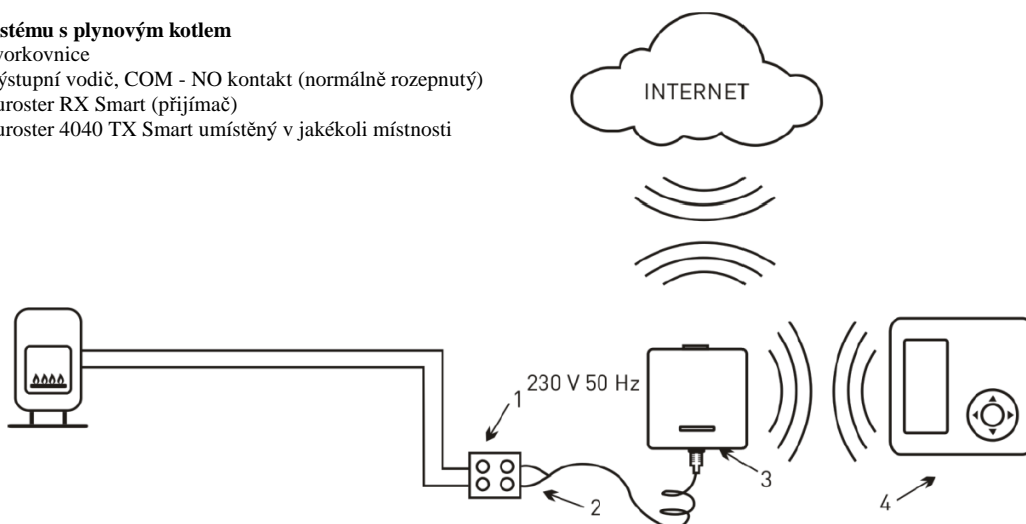 stému s plynovým kotlem
vorkovnice
ýstupní vodič, COM - NO kontakt (normálně rozepnutý)
uroster RX Smart (přijímač)
uroster 4040 TX Smart umístěný v jakékoli místnosti
INTERNET
230 V 50 Hz
1
2
3
4